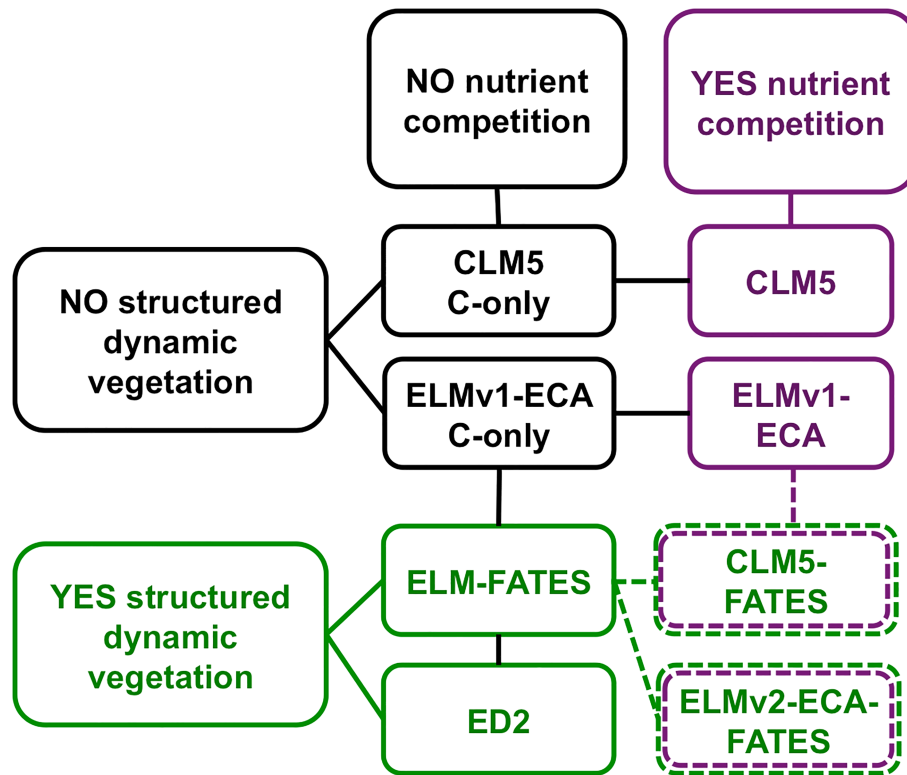 NO nutrient
competition
YES nutrient
competition
NO structured
dynamic
vegetation
CLM5
C-only
CLM5
ELMv1-ECA
C-only
ELMv1-
ECA
YES structured
dynamic
vegetation
ELM-FATES
CLM5-
FATES
ED2
ELMv2-ECA-
FATES